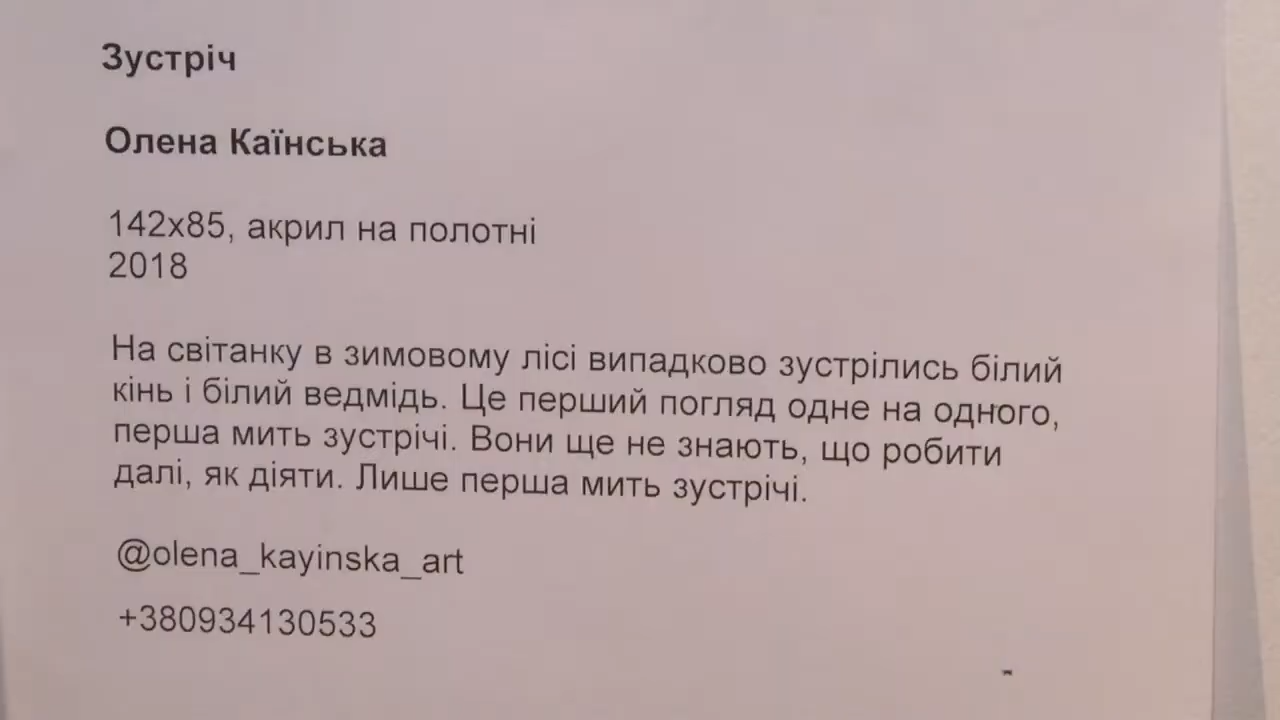 Зустріч
Олена Каїнська
142х85, акрил на полотні
2018
На світанку в зимовому лісі випадково зустрілись білий
кінь і білий ведмідь. Це перший погляд одне на одного,
перша мить зустрічі. Вони ще не знають, що робити
далі, як діяти. Лише перша мить зустрічі.
@olena_kayinska_art
+380934130533